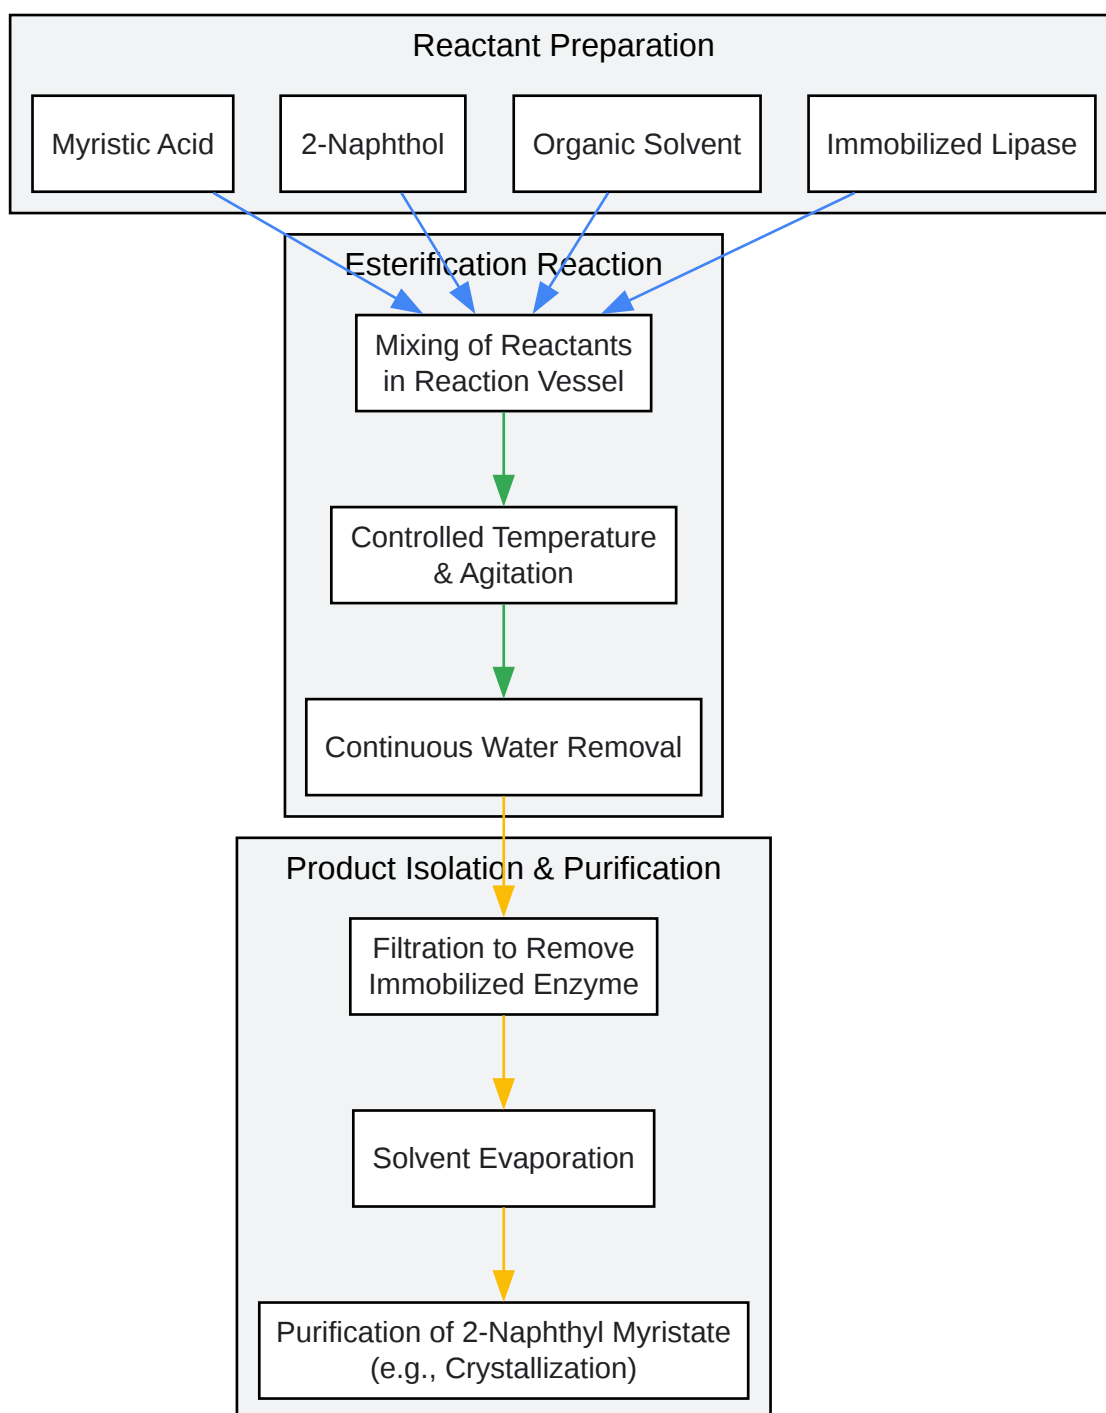 Reactant Preparation
Myristic Acid
2-Naphthol
Organic Solvent
Immobilized Lipase
Esterification Reaction
Mixing of Reactants
in Reaction Vessel
Controlled Temperature
& Agitation
Continuous Water Removal
Product Isolation & Purification
Filtration to Remove
Immobilized Enzyme
Solvent Evaporation
Purification of 2-Naphthyl Myristate
(e.g., Crystallization)